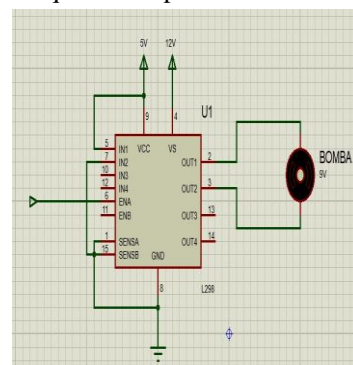 5V 12V
U1
9 4
5 IN1 VCC VS OUT1 2
7 IN2
10 IN3 OUT2 3
12 IN4
6 ENA
11 ENB OUT3 13
1 SENSA OUT4 14
15 SENSB GND
8
L298
BOMBA
9V